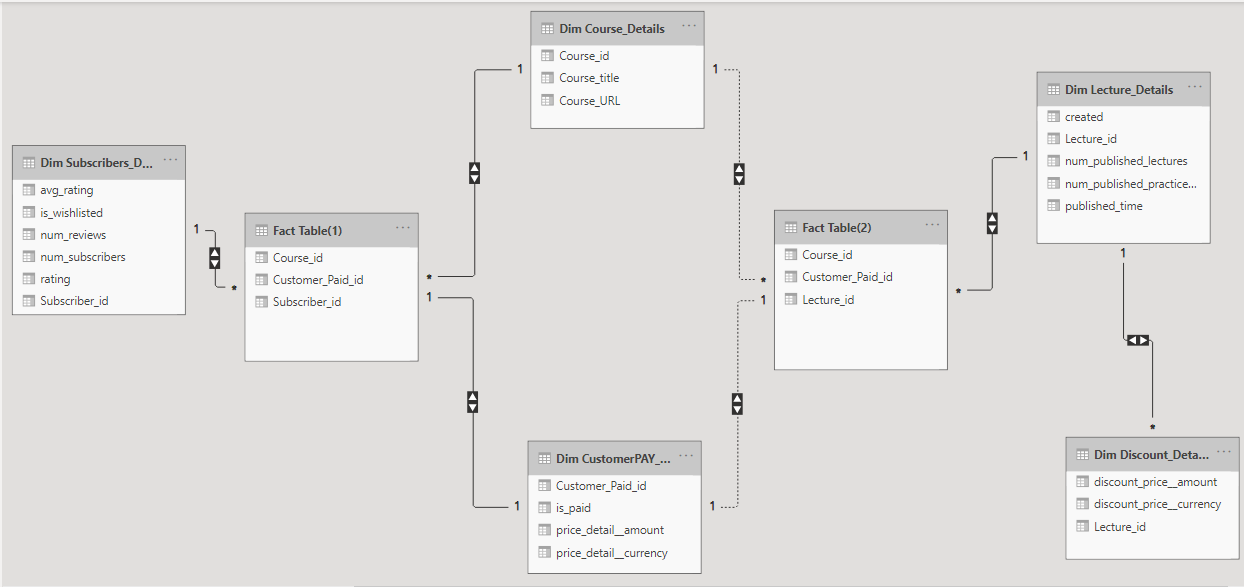 Dim Course_Details ...
Course_id
Course_title
Course_URL
1
1
Dim Lecture_Details ...
created
Lecture_id
num_published_lectures
num_published_practice...
published_time
1
1
Dim Subscribers_D... ...
avg_rating
is_wishlisted
num_reviews
num_subscribers
rating
Subscriber_id
1
*
Fact Table(1) ...
Course_id
Customer_Paid_id
Subscriber_id
*
1
Fact Table(2) ...
Course_id
Customer_Paid_id
Lecture_id
*
1
*
Dim CustomerPAY_... ...
Customer_Paid_id
is_paid
price_detail__amount
price_detail__currency
1
1
*
Dim Discount_Deta... ...
discount_price__amount
discount_price__currency
Lecture_id